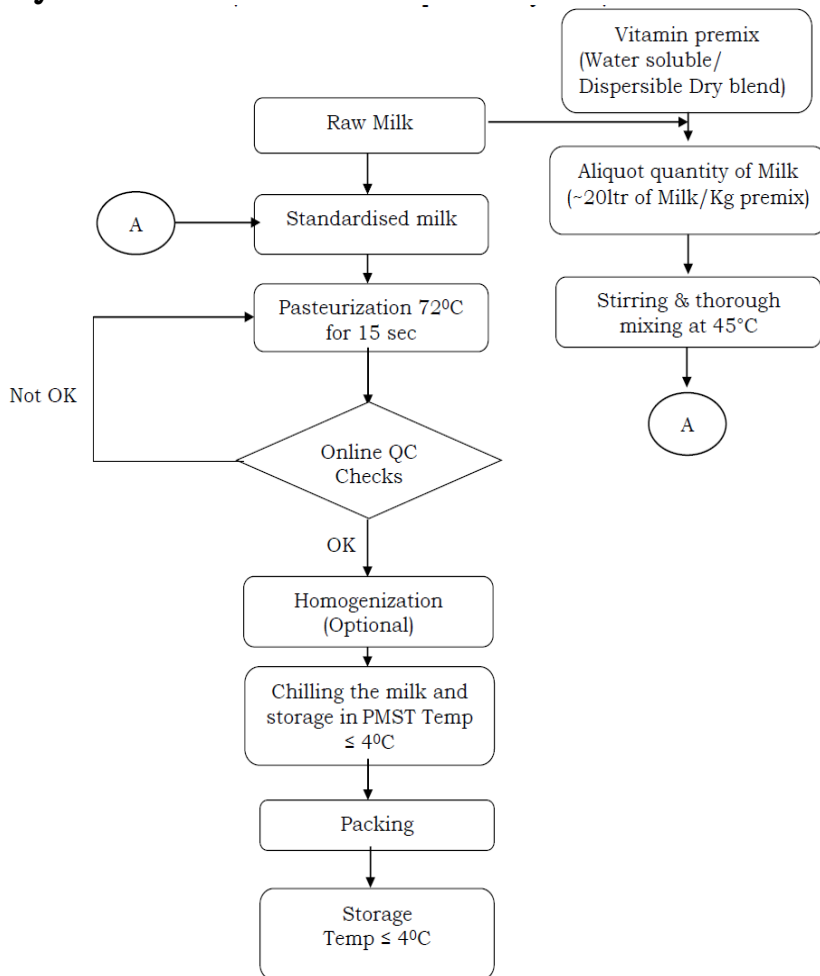 Vitamin premix
(Water soluble/
Dispersible Dry blend)
Raw Milk
Aliquot quantity of Milk
(~20ltr of Milk/Kg premix)
A
Standardised milk
Stirring & thorough
mixing at 45°C
Pasteurization 72⁰C
for 15 sec
Not OK
A
Online QC
Checks
OK
Homogenization
(Optional)
Chilling the milk and
storage in PMST Temp
≤ 4⁰C
Packing
Storage
Temp ≤ 4⁰C